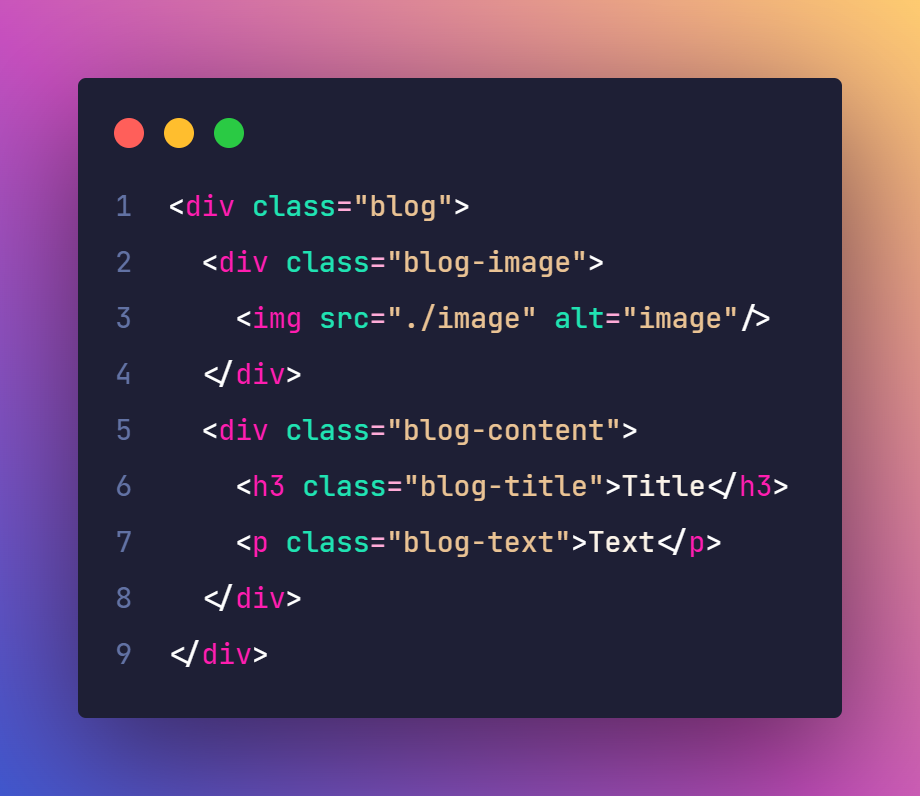 1 <div class="blog">
2   <div class="blog-image">
3     <img src="./image" alt="image"/>
4   </div>
5   <div class="blog-content">
6     <h3 class="blog-title">Title</h3>
7     <p class="blog-text">Text</p>
8   </div>
9 </div>